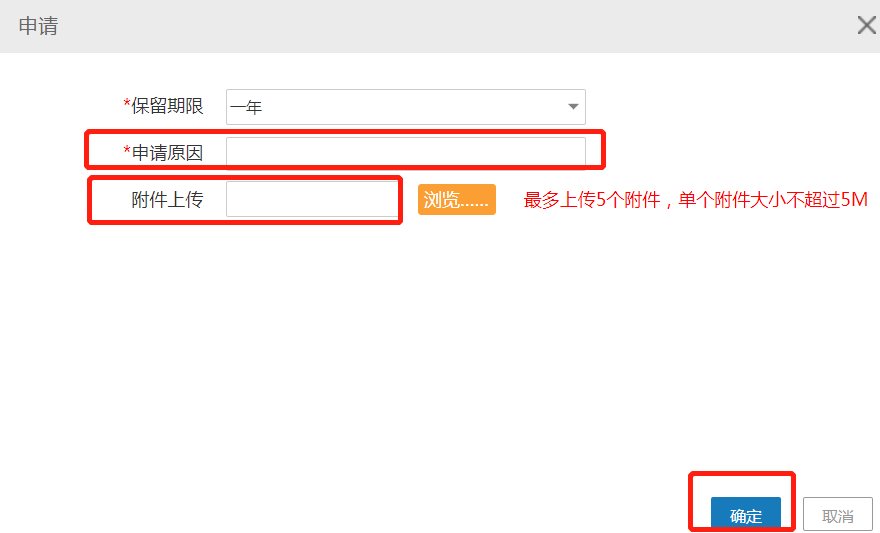 申请
*保留期限 一年
*申请原因
附件上传 浏览...... 最多上传5个附件，单个附件大小不超过5M
确定 取消